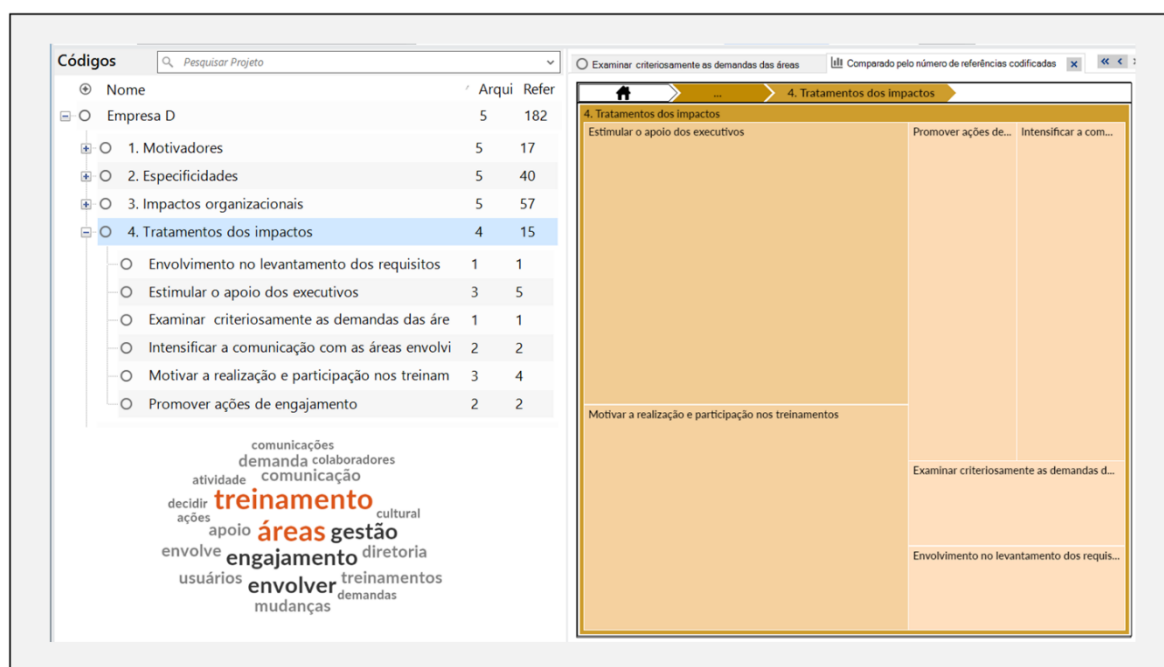 Códigos
Pesquisar Projeto
Nome Arqui Refer
Empresa D 5 182
1. Motivadores 5 17
2. Especificidades 5 40
3. Impactos organizacionais 5 57
4. Tratamentos dos impactos 4 15
Envolvimento no levantamento dos requisitos 1 1
Estimular o apoio dos executivos 3 5
Examinar criteriosamente as demandas das áre 1 1
Intensificar a comunicação com as áreas envolvi 2 2
Motivar a realização e participação nos treinam 3 4
Promover ações de engajamento 2 2
comunicações
demanda colaboradores
atividade comunicação
decidir treinamento
ações cultural
apoio áreas gestão
envolve engajamento diretoria
usuários envolver treinamentos
demandas
mudanças
Examinar criteriosamente as demandas das áreas
Comparado pelo número de referências codificadas
... 4. Tratamentos dos impactos
4. Tratamentos dos impactos
Estimular o apoio dos executivos
Promover ações de...
Intensificar a com...
Motivar a realização e participação nos treinamentos
Examinar criteriosamente as demandas d...
Envolvimento no levantamento dos requis...